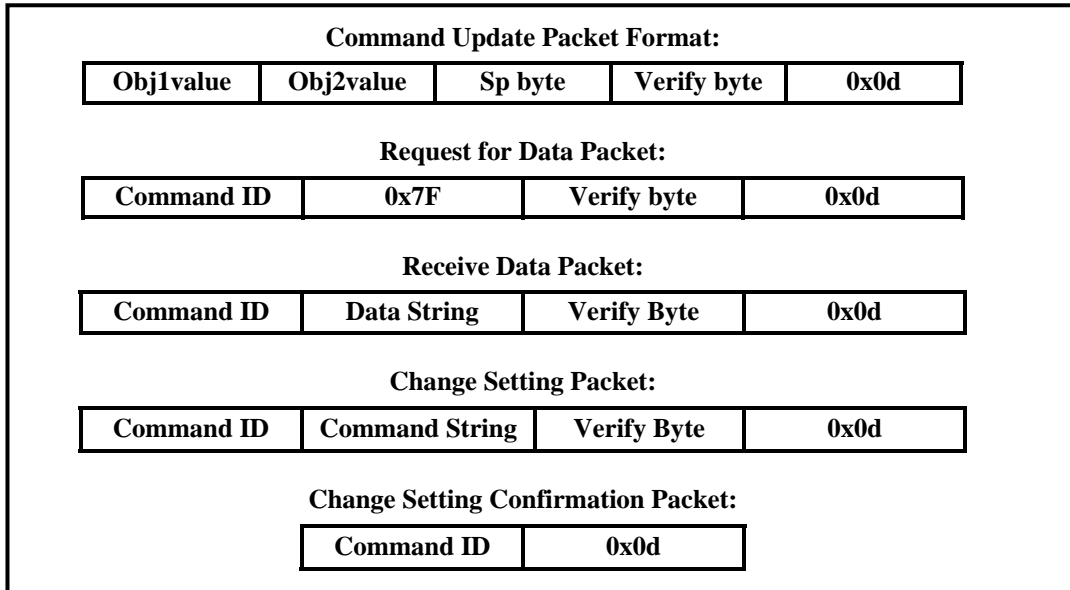 Command Update Packet Format:
Obj1value Obj2value Sp byte Verify byte 0x0d
Request for Data Packet:
Command ID 0x7F Verify byte 0x0d
Receive Data Packet:
Command ID Data String Verify Byte 0x0d
Change Setting Packet:
Command ID Command String Verify Byte 0x0d
Change Setting Confirmation Packet:
Command ID 0x0d